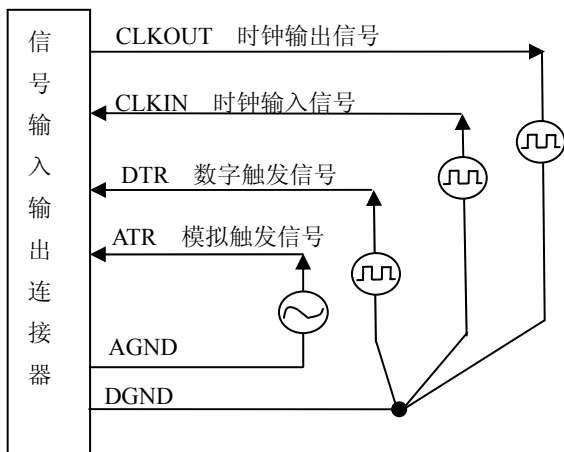 信号输入输出连接器
CLKOUT 时钟输出信号
CLKIN 时钟输入信号
DTR 数字触发信号
ATR 模拟触发信号
AGND
DGND